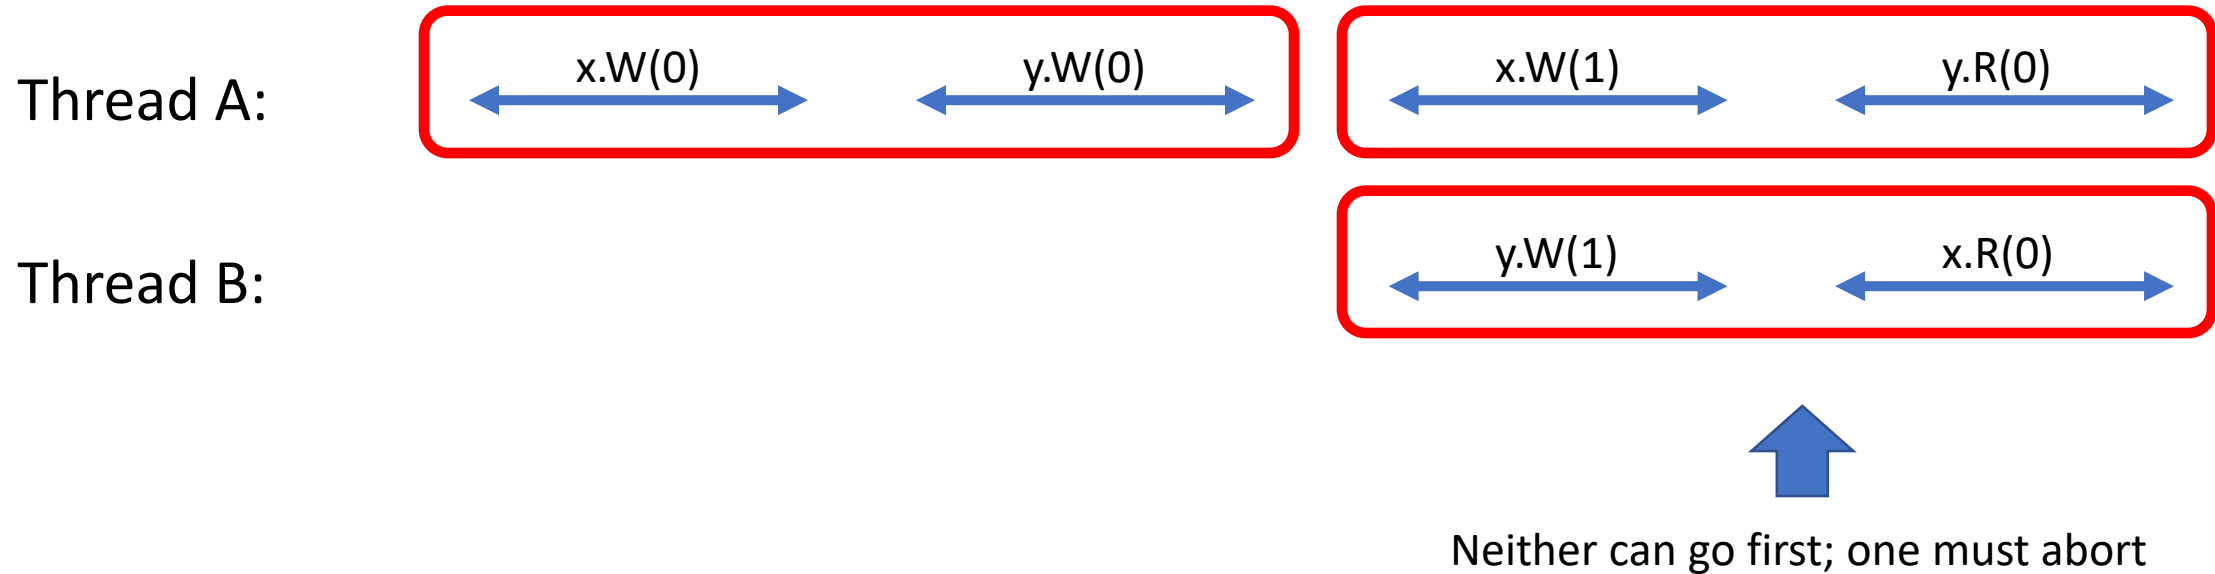 Thread A:
x.W(0)
y.W(0)
x.W(1)
y.R(0)
Thread B:
y.W(1)
x.R(0)
Neither can go first; one must abort